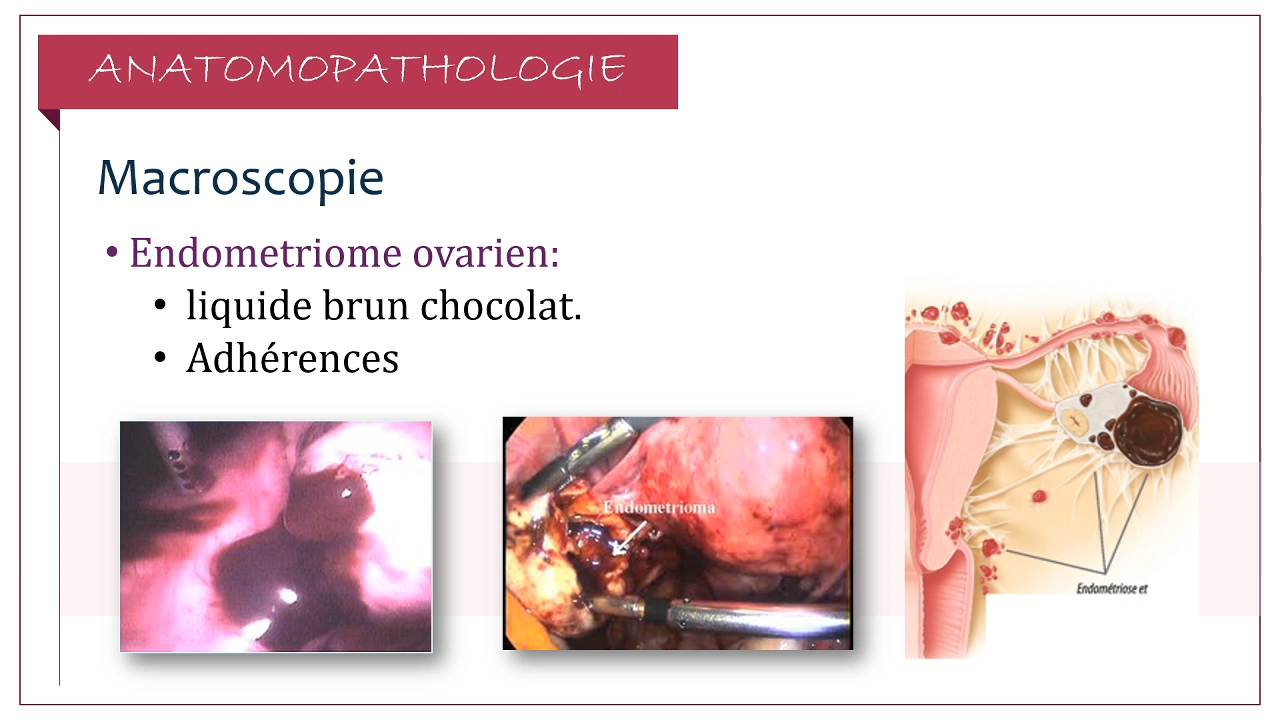 ANATOMOPATHOLOGIE
Macroscopie
• Endometriome ovarien:
• liquide brun chocolat.
• Adhérences
Endometrioma
Endométriose et